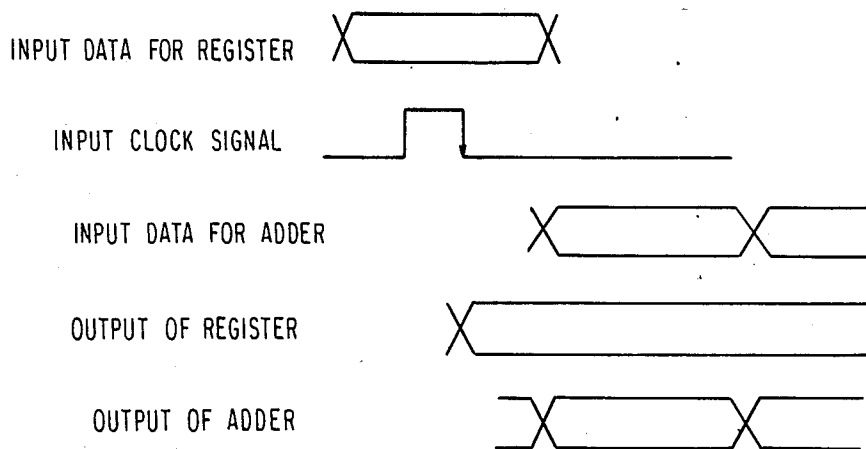 INPUT DATA FOR REGISTER
INPUT CLOCK SIGNAL
INPUT DATA FOR ADDER
OUTPUT OF REGISTER
OUTPUT OF ADDER